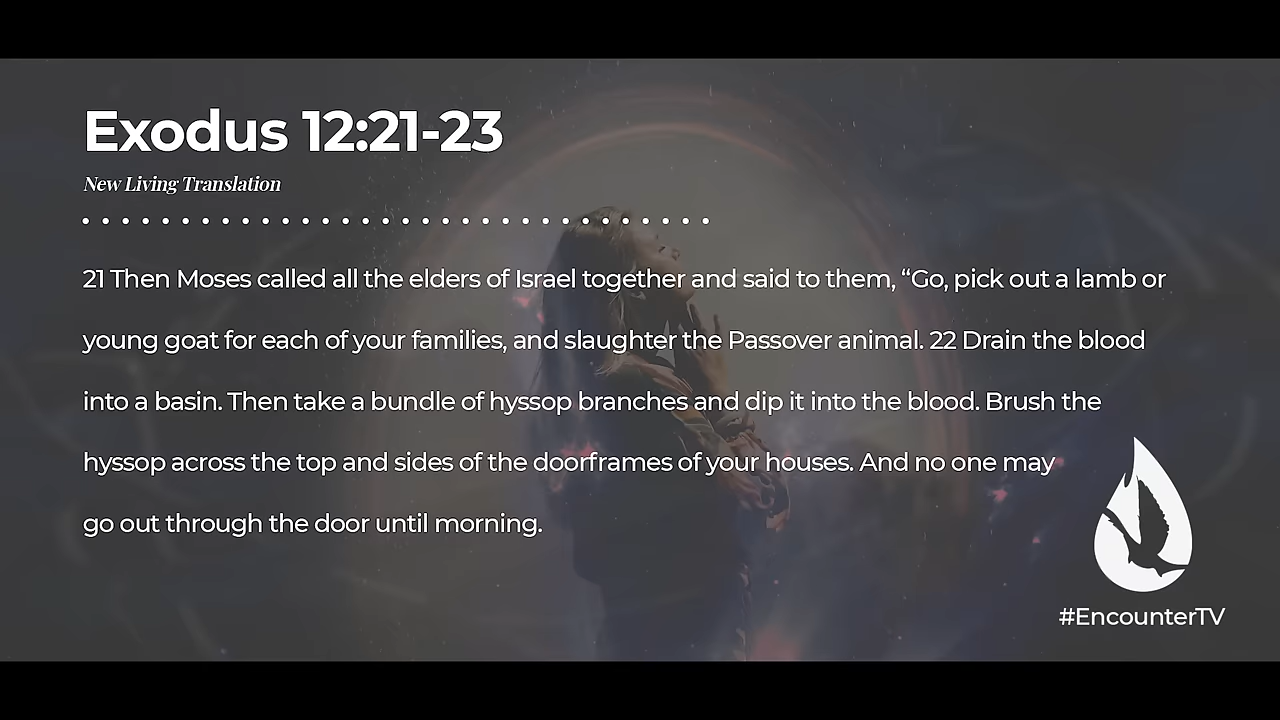 Exodus 12:21-23
New Living Translation
21 Then Moses called all the elders of Israel together and said to them, “Go, pick out a lamb or
young goat for each of your families, and slaughter the Passover animal. 22 Drain the blood
into a basin. Then take a bundle of hyssop branches and dip it into the blood. Brush the
hyssop across the top and sides of the doorframes of your houses. And no one may
go out through the door until morning.
#EncounterTV